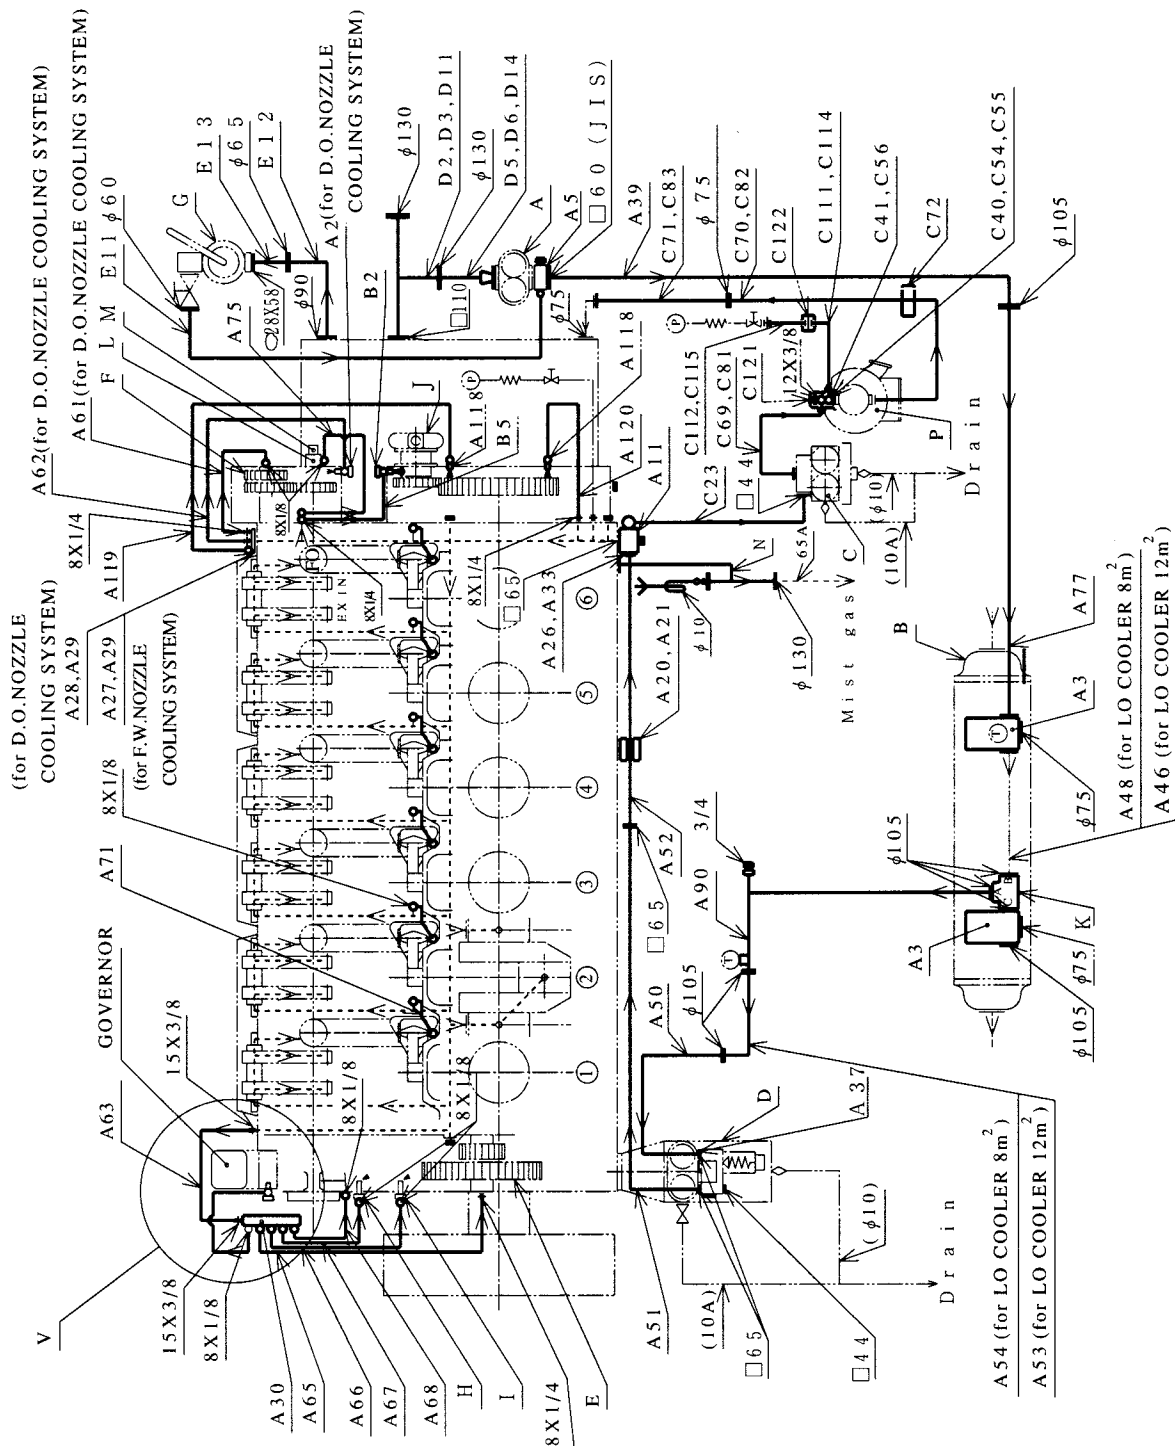 (for D.O.NOZZLE
COOLING SYSTEM)
A28,A29
A27,A29
(for F.W.NOZZLE
COOLING SYSTEM)
A119
8X1/4
A62(for D.O.NOZZLE COOLING SYSTEM)
A61(for D.O.NOZZLE COOLING SYSTEM)
F
L
M
E11
φ60
A75
G
E13
φ65
E12
28X58
φ90
A2(for D.O.NOZZLE
COOLING SYSTEM)
B2
φ130
D2,D3,D11
φ130
D5,D6,D14
A
A5
□60 (JIS)
A39
□110
φ75
C71,C83
φ75
C70,C82
C122
C111,C114
C41,C56
C40,C54,C55
C72
φ105
J
A118
P
A118
B5
A120
A11
8X1/8
FO
EX
IN
8X1/4
8X1/4
□65
A26,A33
C23
□44
C69,C81
C112,C115
C121
12X3/8
P
P
Drain
(φ10)
(10A)
C
N
65A
Mist gas
A20,A21
φ10
φ130
8X1/8
A71
GOVERNOR
15X3/8
A63
V
15X3/8
8X1/8
A30
A65
A66
A67
A68
H
I
8X1/4
E
8X1/8
8X1/8
1
2
3
4
5
6
A52
□65
3/4
A90
T
φ105
A50
D
A37
A51
(10A)
□65
□44
Drain
(φ10)
A54 (for LO COOLER 8m²)
A53 (for LO COOLER 12m²)
B
A77
A3
T
φ75
A48 (for LO COOLER 8m²)
A46 (for LO COOLER 12m²)
φ105
A
B
C
K
A3
φ75
φ105